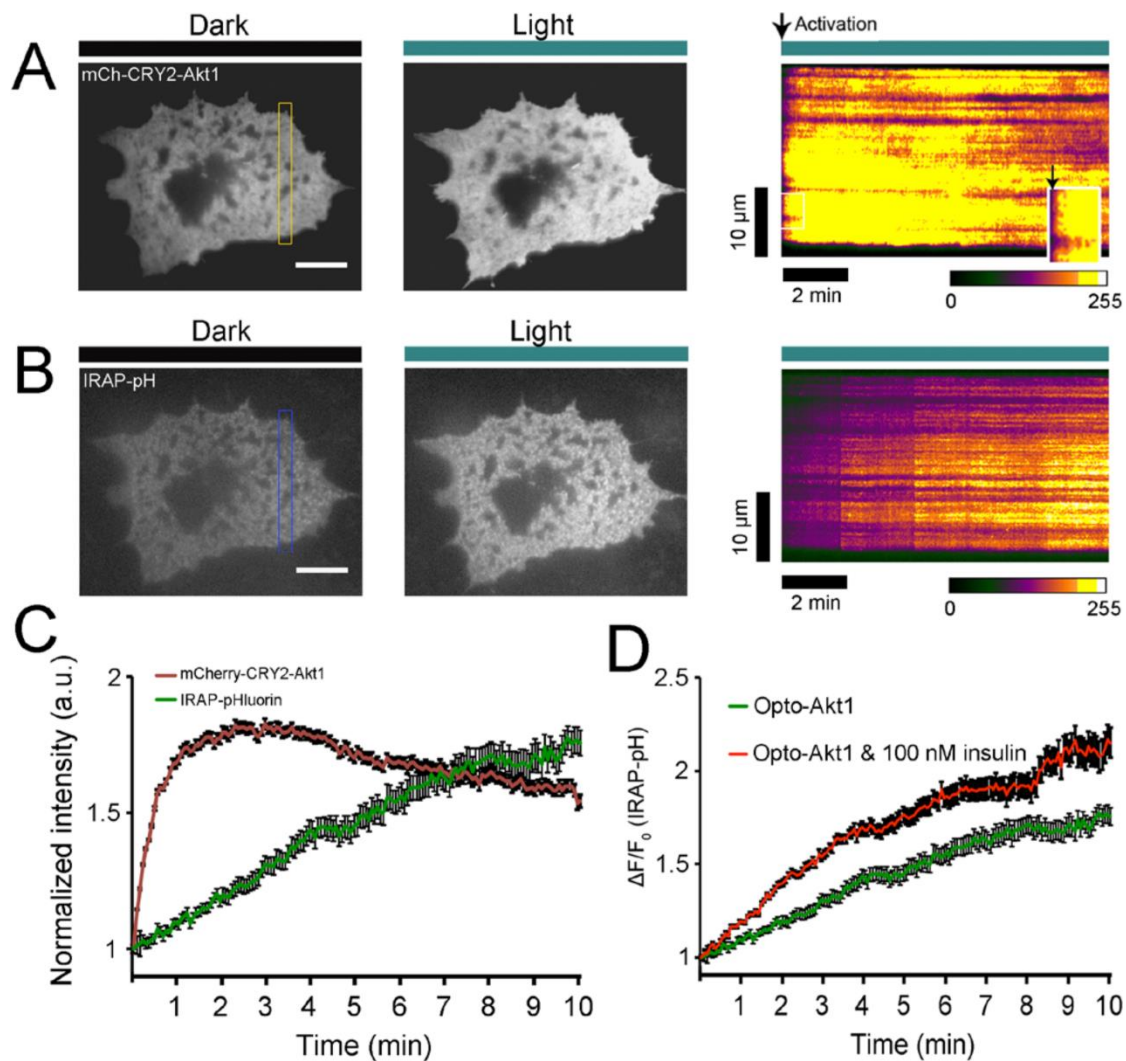 A
Dark
Light
Activation
mCh-CRY2-Akt1
10 µm
2 min
0
255
B
Dark
Light
IRAP-pH
10 µm
2 min
0
255
C
Normalized intensity (a.u.)
2
1.5
1
mCherry-CRY2-Akt1
IRAP-pHluorin
1 2 3 4 5 6 7 8 9 10
Time (min)
D
ΔF/F0 (IRAP-pH)
2.5
2
1.5
1
Opto-Akt1
Opto-Akt1 & 100 nM insulin
1 2 3 4 5 6 7 8 9 10
Time (min)